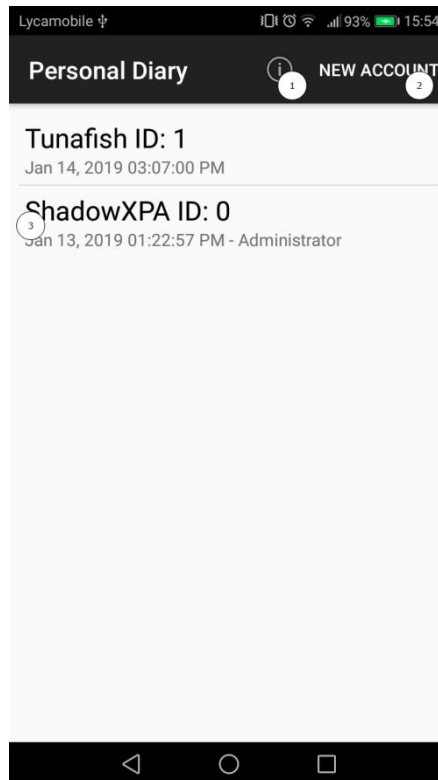 Lycamobile 93% 15:54
Personal Diary i 1 NEW ACCOUNT 2
Tunafish ID: 1
Jan 14, 2019 03:07:00 PM
ShadowXPA ID: 0
3
Jan 13, 2019 01:22:57 PM - Administrator